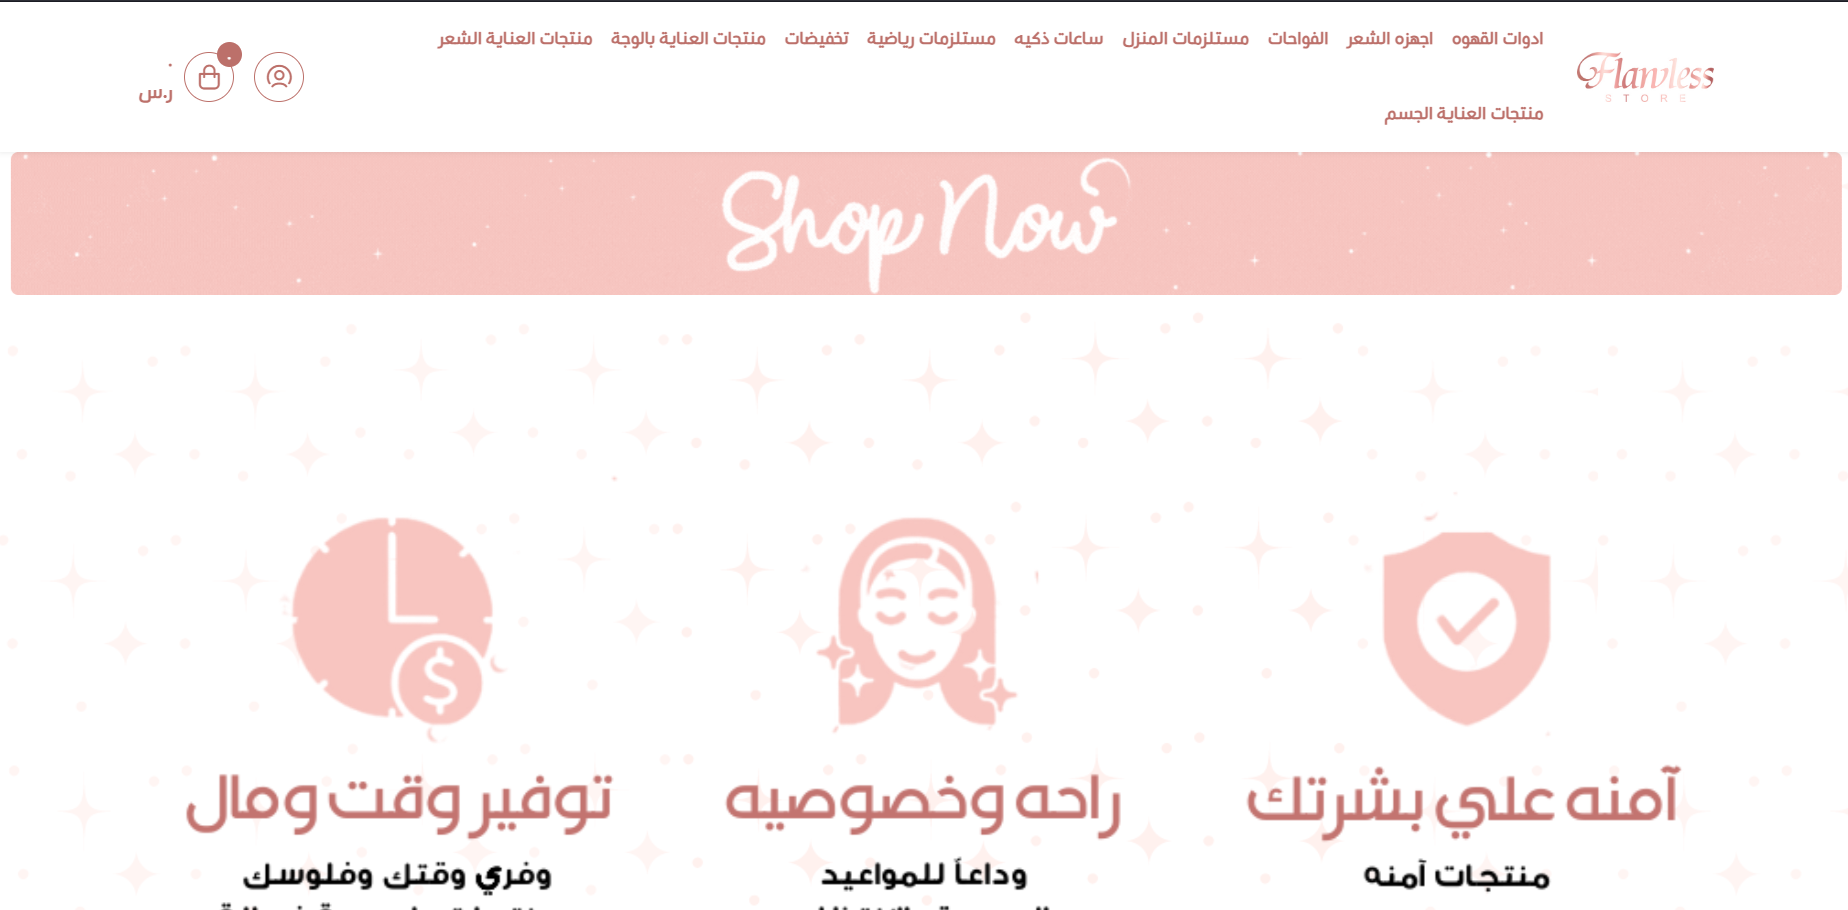 Flawless
STORE
ادوات القهوه
اجهزه الشعر
الفواحات
مستلزمات المنزل
ساعات ذكيه
مستلزمات رياضية
تخفيضات
منتجات العناية بالوجة
منتجات العناية الشعر
منتجات العناية الجسم
٠
٠
ر.س
Shop Now
آمنه علي بشرتك
راحه وخصوصيه
توفير وقت ومال
منتجات آمنه
وداعاً للمواعيد
وفري وقتك وفلوسك